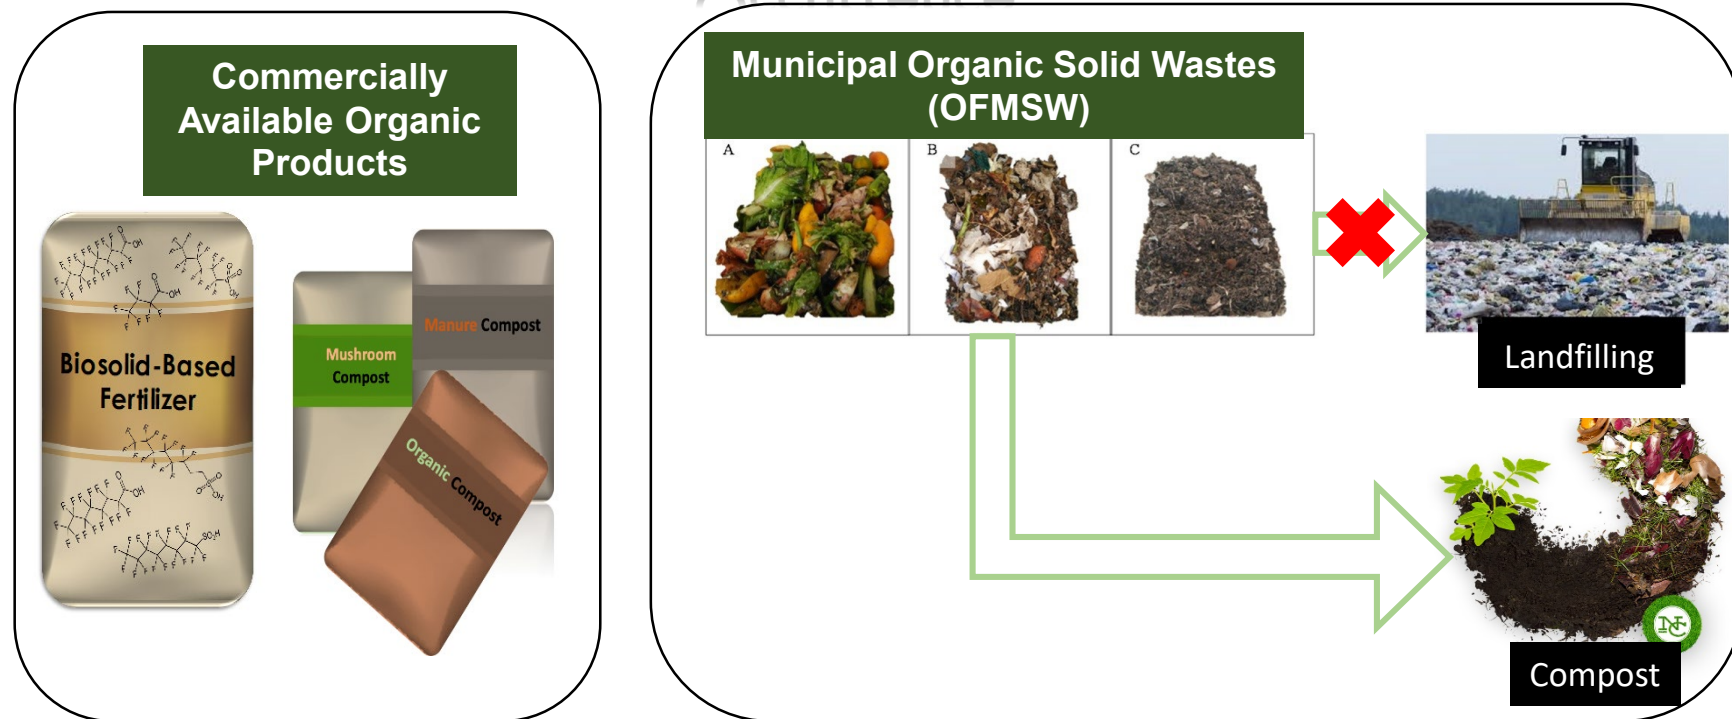 Commercially
Available Organic
Products
Biosolid-Based
Fertilizer
Mushroom
Compost
Manure Compost
Organic Compost
Municipal Organic Solid Wastes
(OFMSW)
A
B
C
Landfilling
Compost